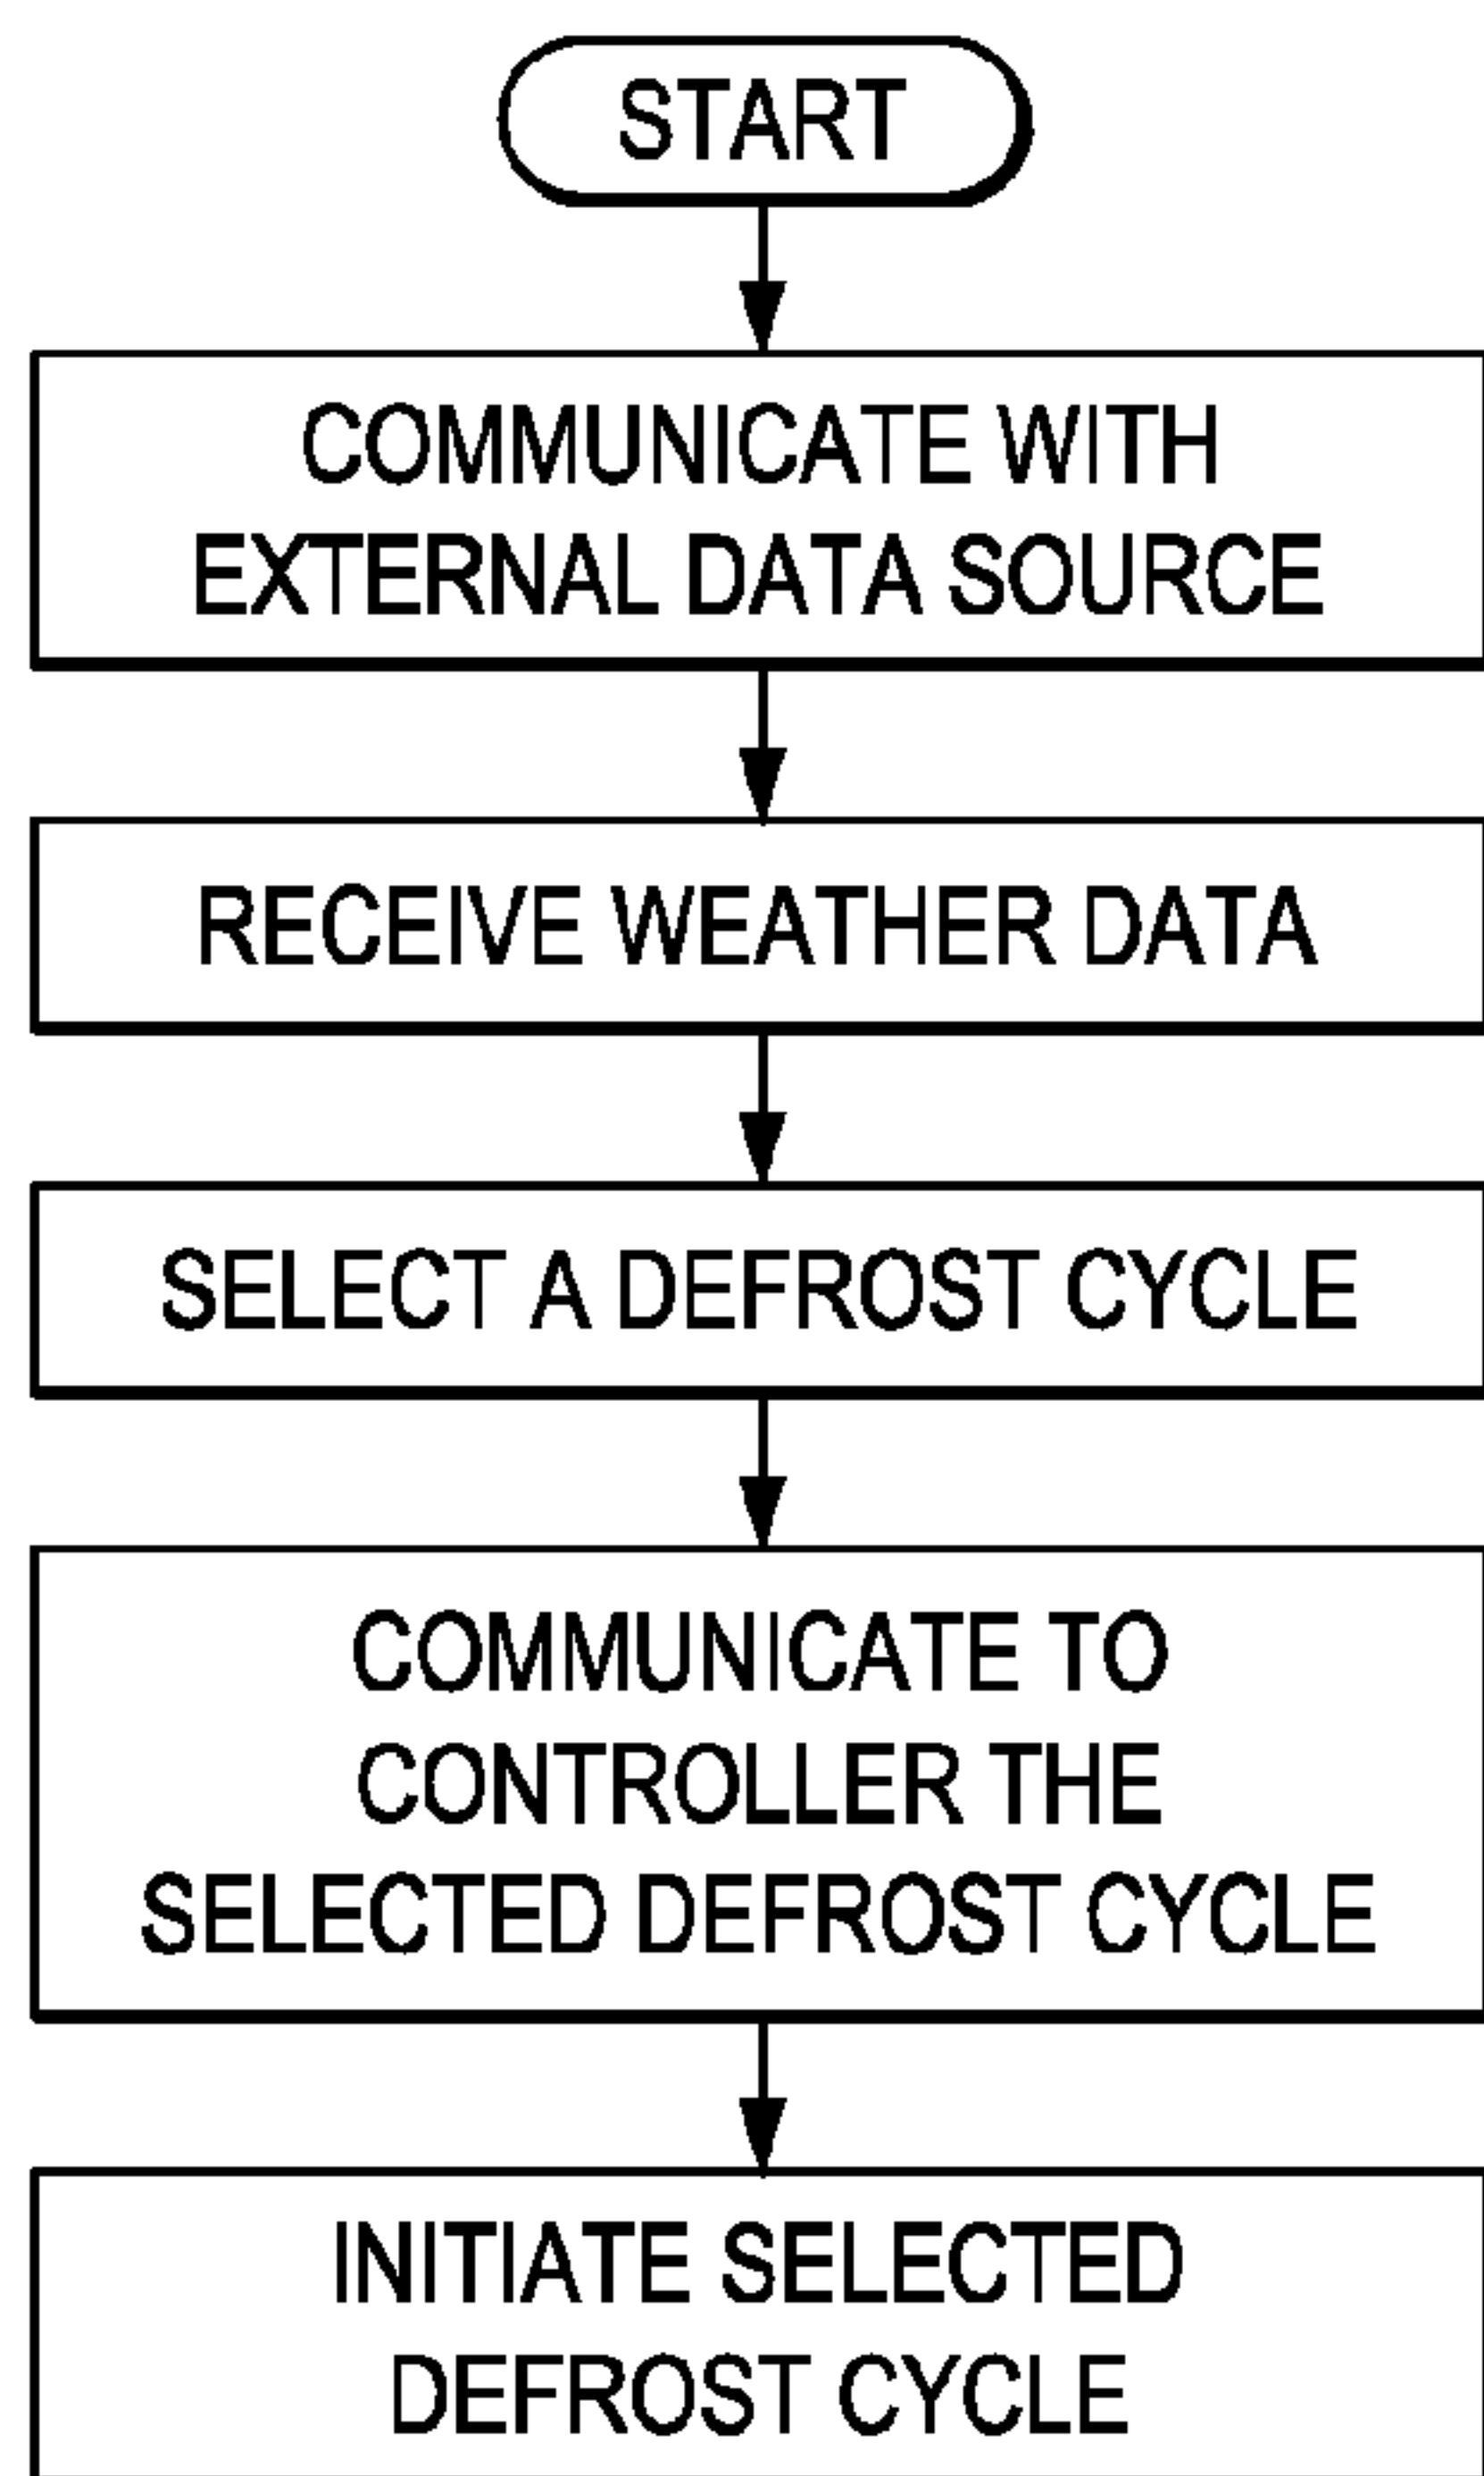 START
COMMUNICATE WITH
EXTERNAL DATA SOURCE
RECEIVE WEATHER DATA
SELECT A DEFROST CYCLE
COMMUNICATE TO
CONTROLLER THE
SELECTED DEFROST CYCLE
INITIATE SELECTED
DEFROST CYCLE